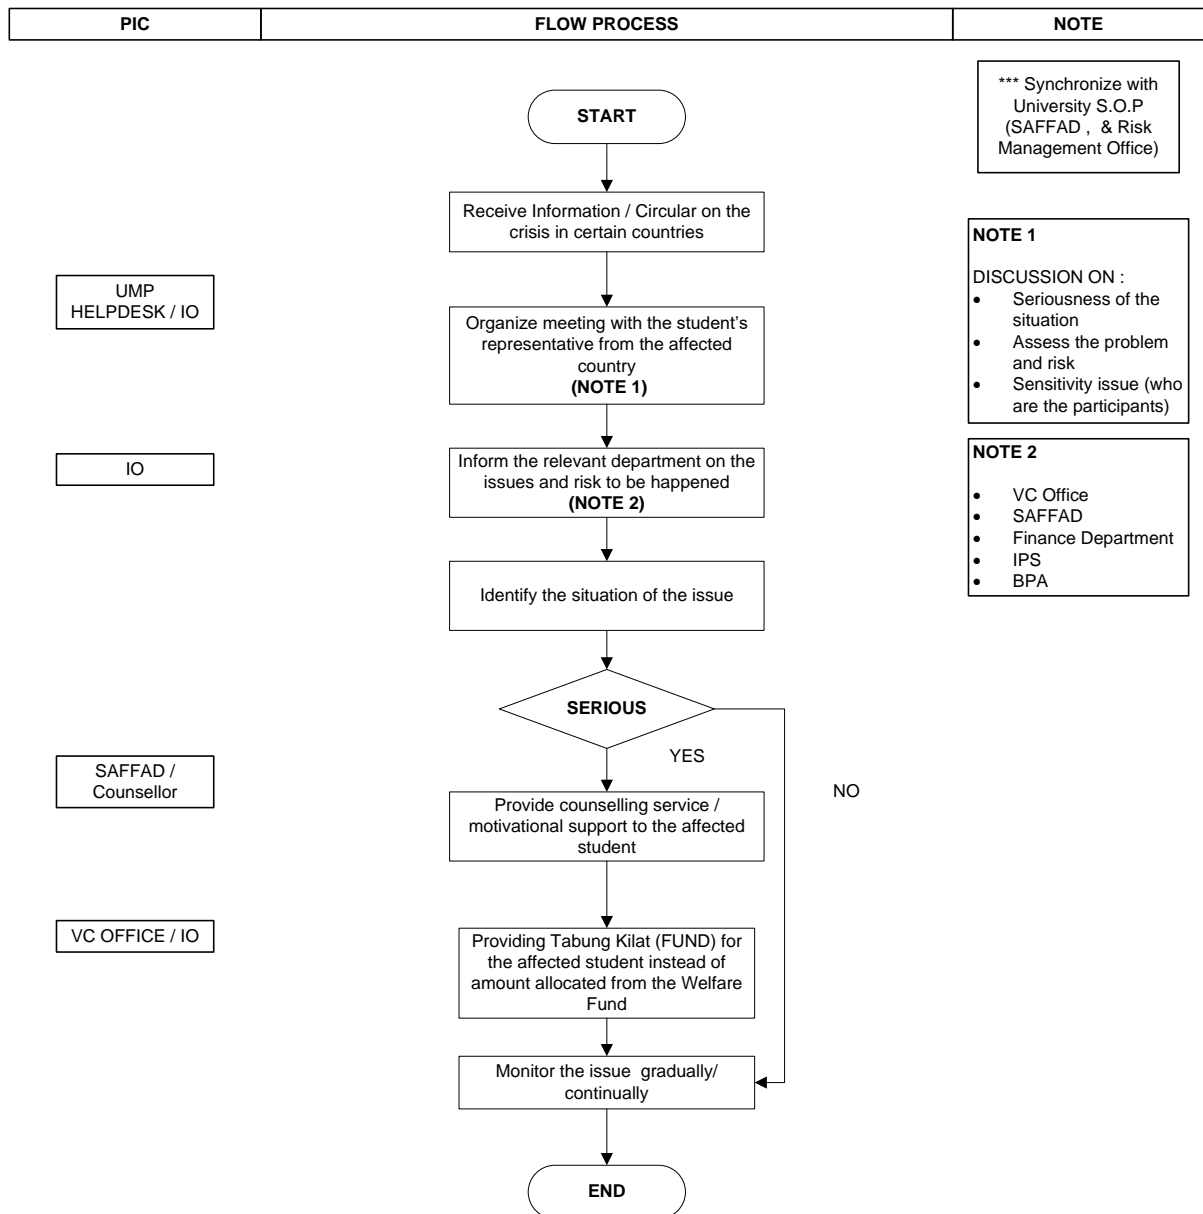 PIC
FLOW PROCESS
NOTE
*** Synchronize with
University S.O.P
(SAFFAD , & Risk
Management Office)
START
Receive Information / Circular on the
crisis in certain countries
UMP
HELPDESK / IO
Organize meeting with the student’s
representative from the affected
country
(NOTE 1)
NOTE 1
DISCUSSION ON :
• Seriousness of the
situation
• Assess the problem
and risk
• Sensitivity issue (who
are the participants)
IO
Inform the relevant department on the
issues and risk to be happened
(NOTE 2)
NOTE 2
• VC Office
• SAFFAD
• Finance Department
• IPS
• BPA
Identify the situation of the issue
SERIOUS
YES
NO
SAFFAD /
Counsellor
Provide counselling service /
motivational support to the affected
student
VC OFFICE / IO
Providing Tabung Kilat (FUND) for
the affected student instead of
amount allocated from the Welfare
Fund
Monitor the issue  gradually/
continually
END